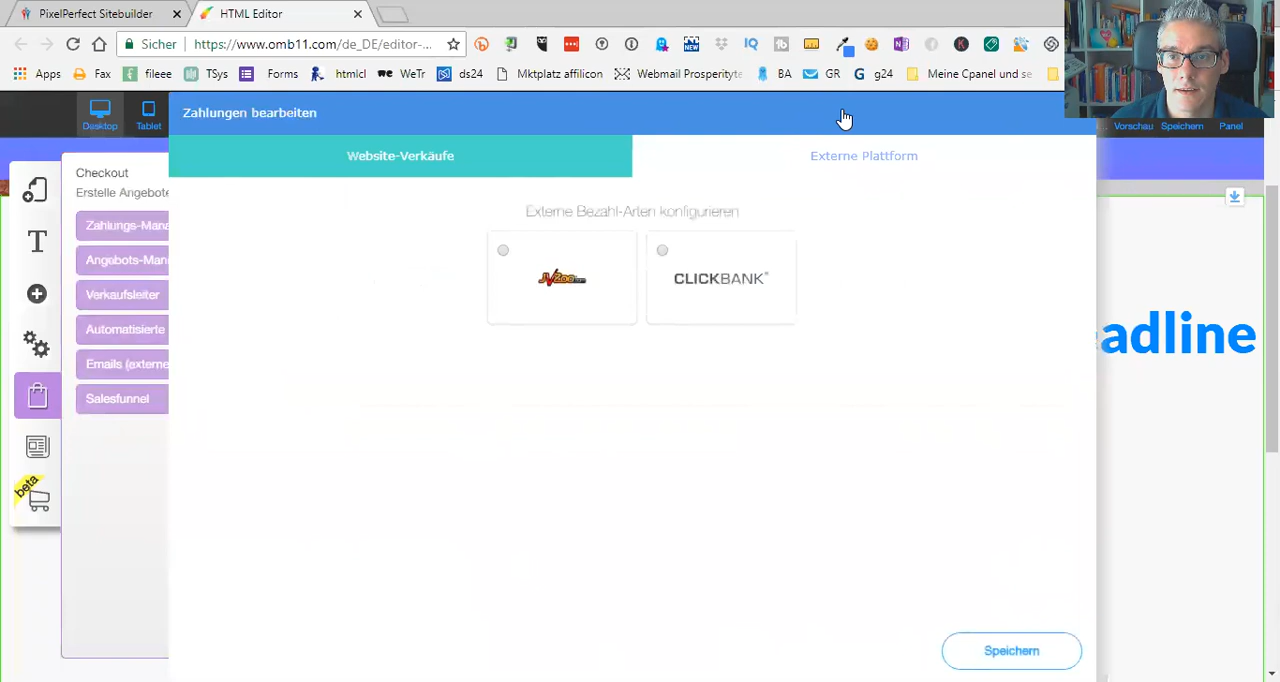 PixelPerfect Sitebuilder
HTML Editor
Sicher
https://www.omb11.com/de_DE/editor-...
Apps
Fax
fileee
TSys
Forms
htmlcl
WeTr
ds24
Mktplatz affilicon
Webmail Prosperityte
BA
GR
g24
Meine Cpanel und se
Desktop
Tablet
Zahlungen bearbeiten
Vorschau
Speichern
Panel
Website-Verkäufe
Externe Plattform
Checkout
Erstelle Angebote
Externe Bezahl-Arten konfigurieren
Zahlungs-Mana
Angebots-Man
Verkaufsleiter
Automatisierte
Emails (externe
Salesfunnel
JVZoo.com
CLICKBANK
adline
beta
Speichern